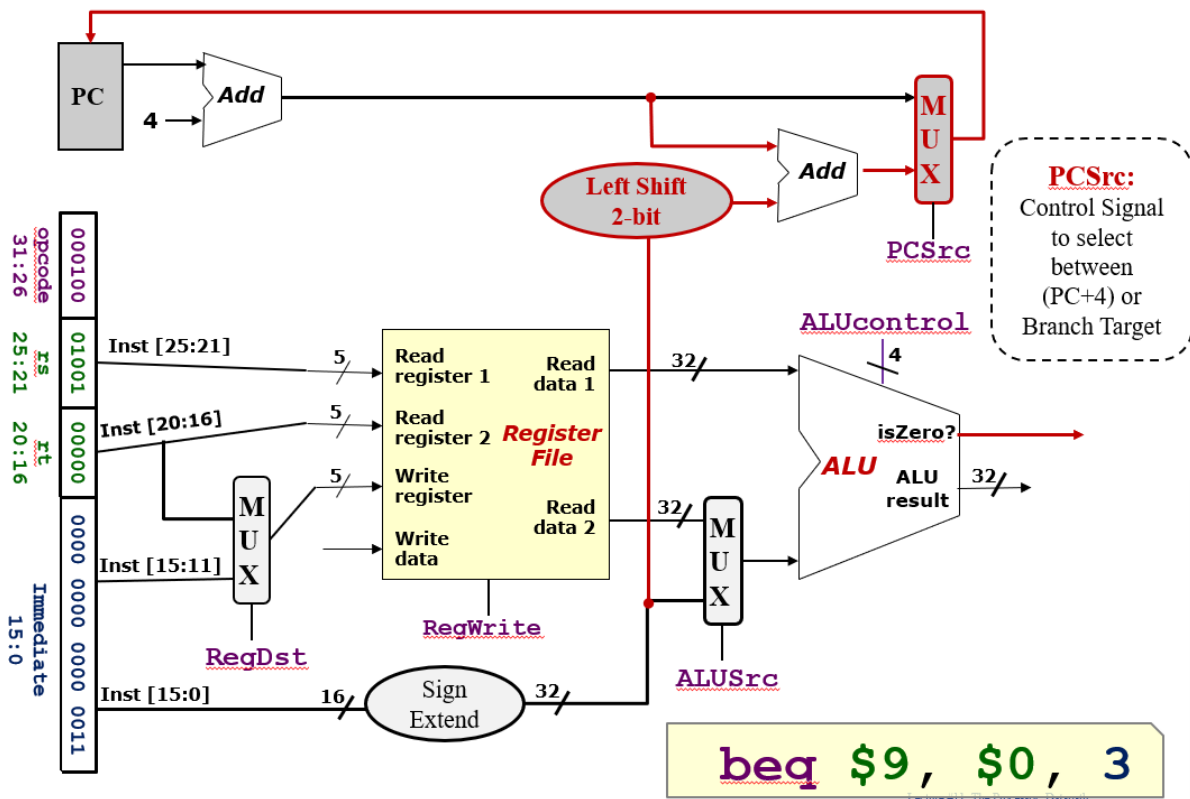 PC
4
Add
Add
Left Shift
2-bit
M
U
X
PCSrc
PCSrc:
Control Signal
to select
between
(PC+4) or
Branch Target
opcode
31:26
000100
rs
25:21
01001
rt
20:16
00000
Immediate
15:0
0000 0000 0000 0011
Inst [25:21]
5
Inst [20:16]
5
Inst [15:11]
M
U
X
5
RegDst
Inst [15:0]
16
Sign
Extend
32
Read
register 1
Read
register 2
Write
register
Write
data
Read
data 1
Register
File
Read
data 2
RegWrite
32
32
M
U
X
ALUSrc
ALUcontrol
4
isZero?
ALU
ALU
result
32
beq $9, $0, 3